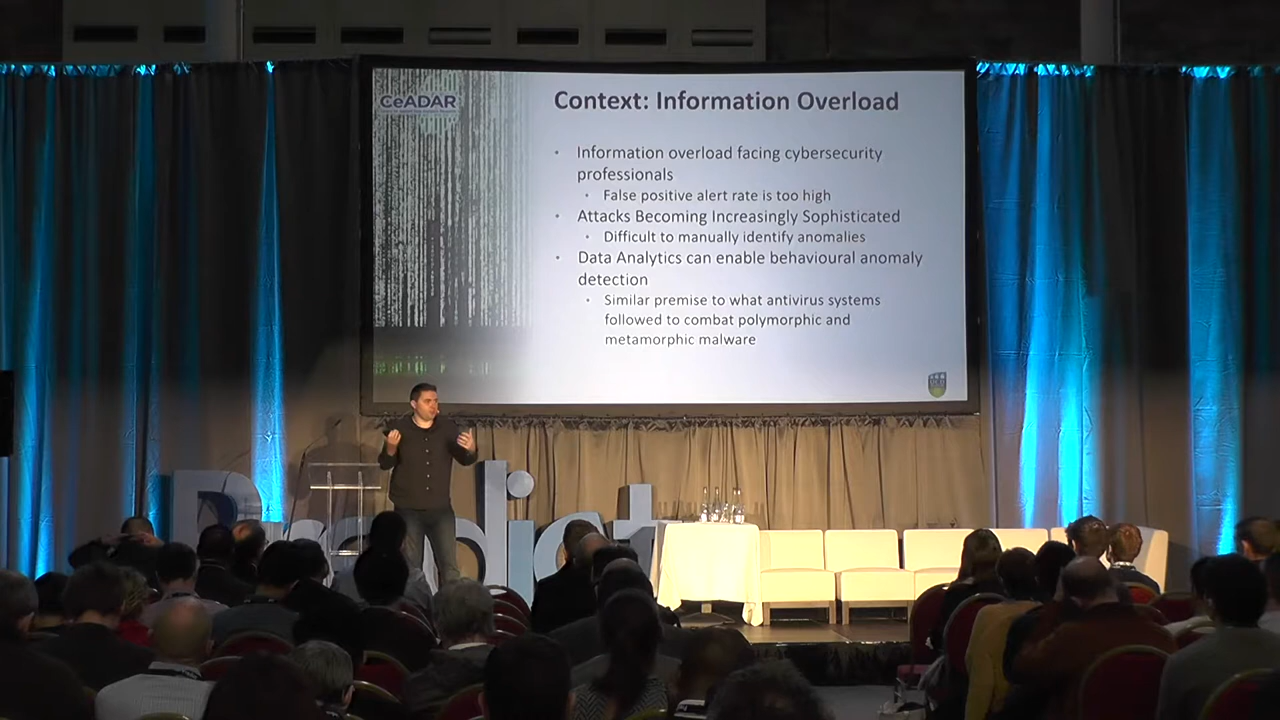 CeADAR
Context: Information Overload
• Information overload facing cybersecurity
professionals
• False positive alert rate is too high
• Attacks Becoming Increasingly Sophisticated
• Difficult to manually identify anomalies
• Data Analytics can enable behavioural anomaly
detection
• Similar premise to what antivirus systems
followed to combat polymorphic and
metamorphic malware
UCD
Predict